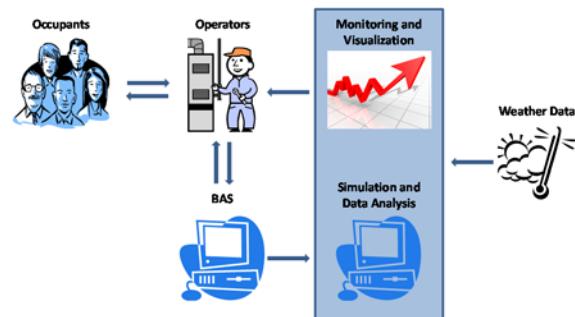 Occupants
Operators
Monitoring and
Visualization
Weather Data
BAS
Simulation and
Data Analysis